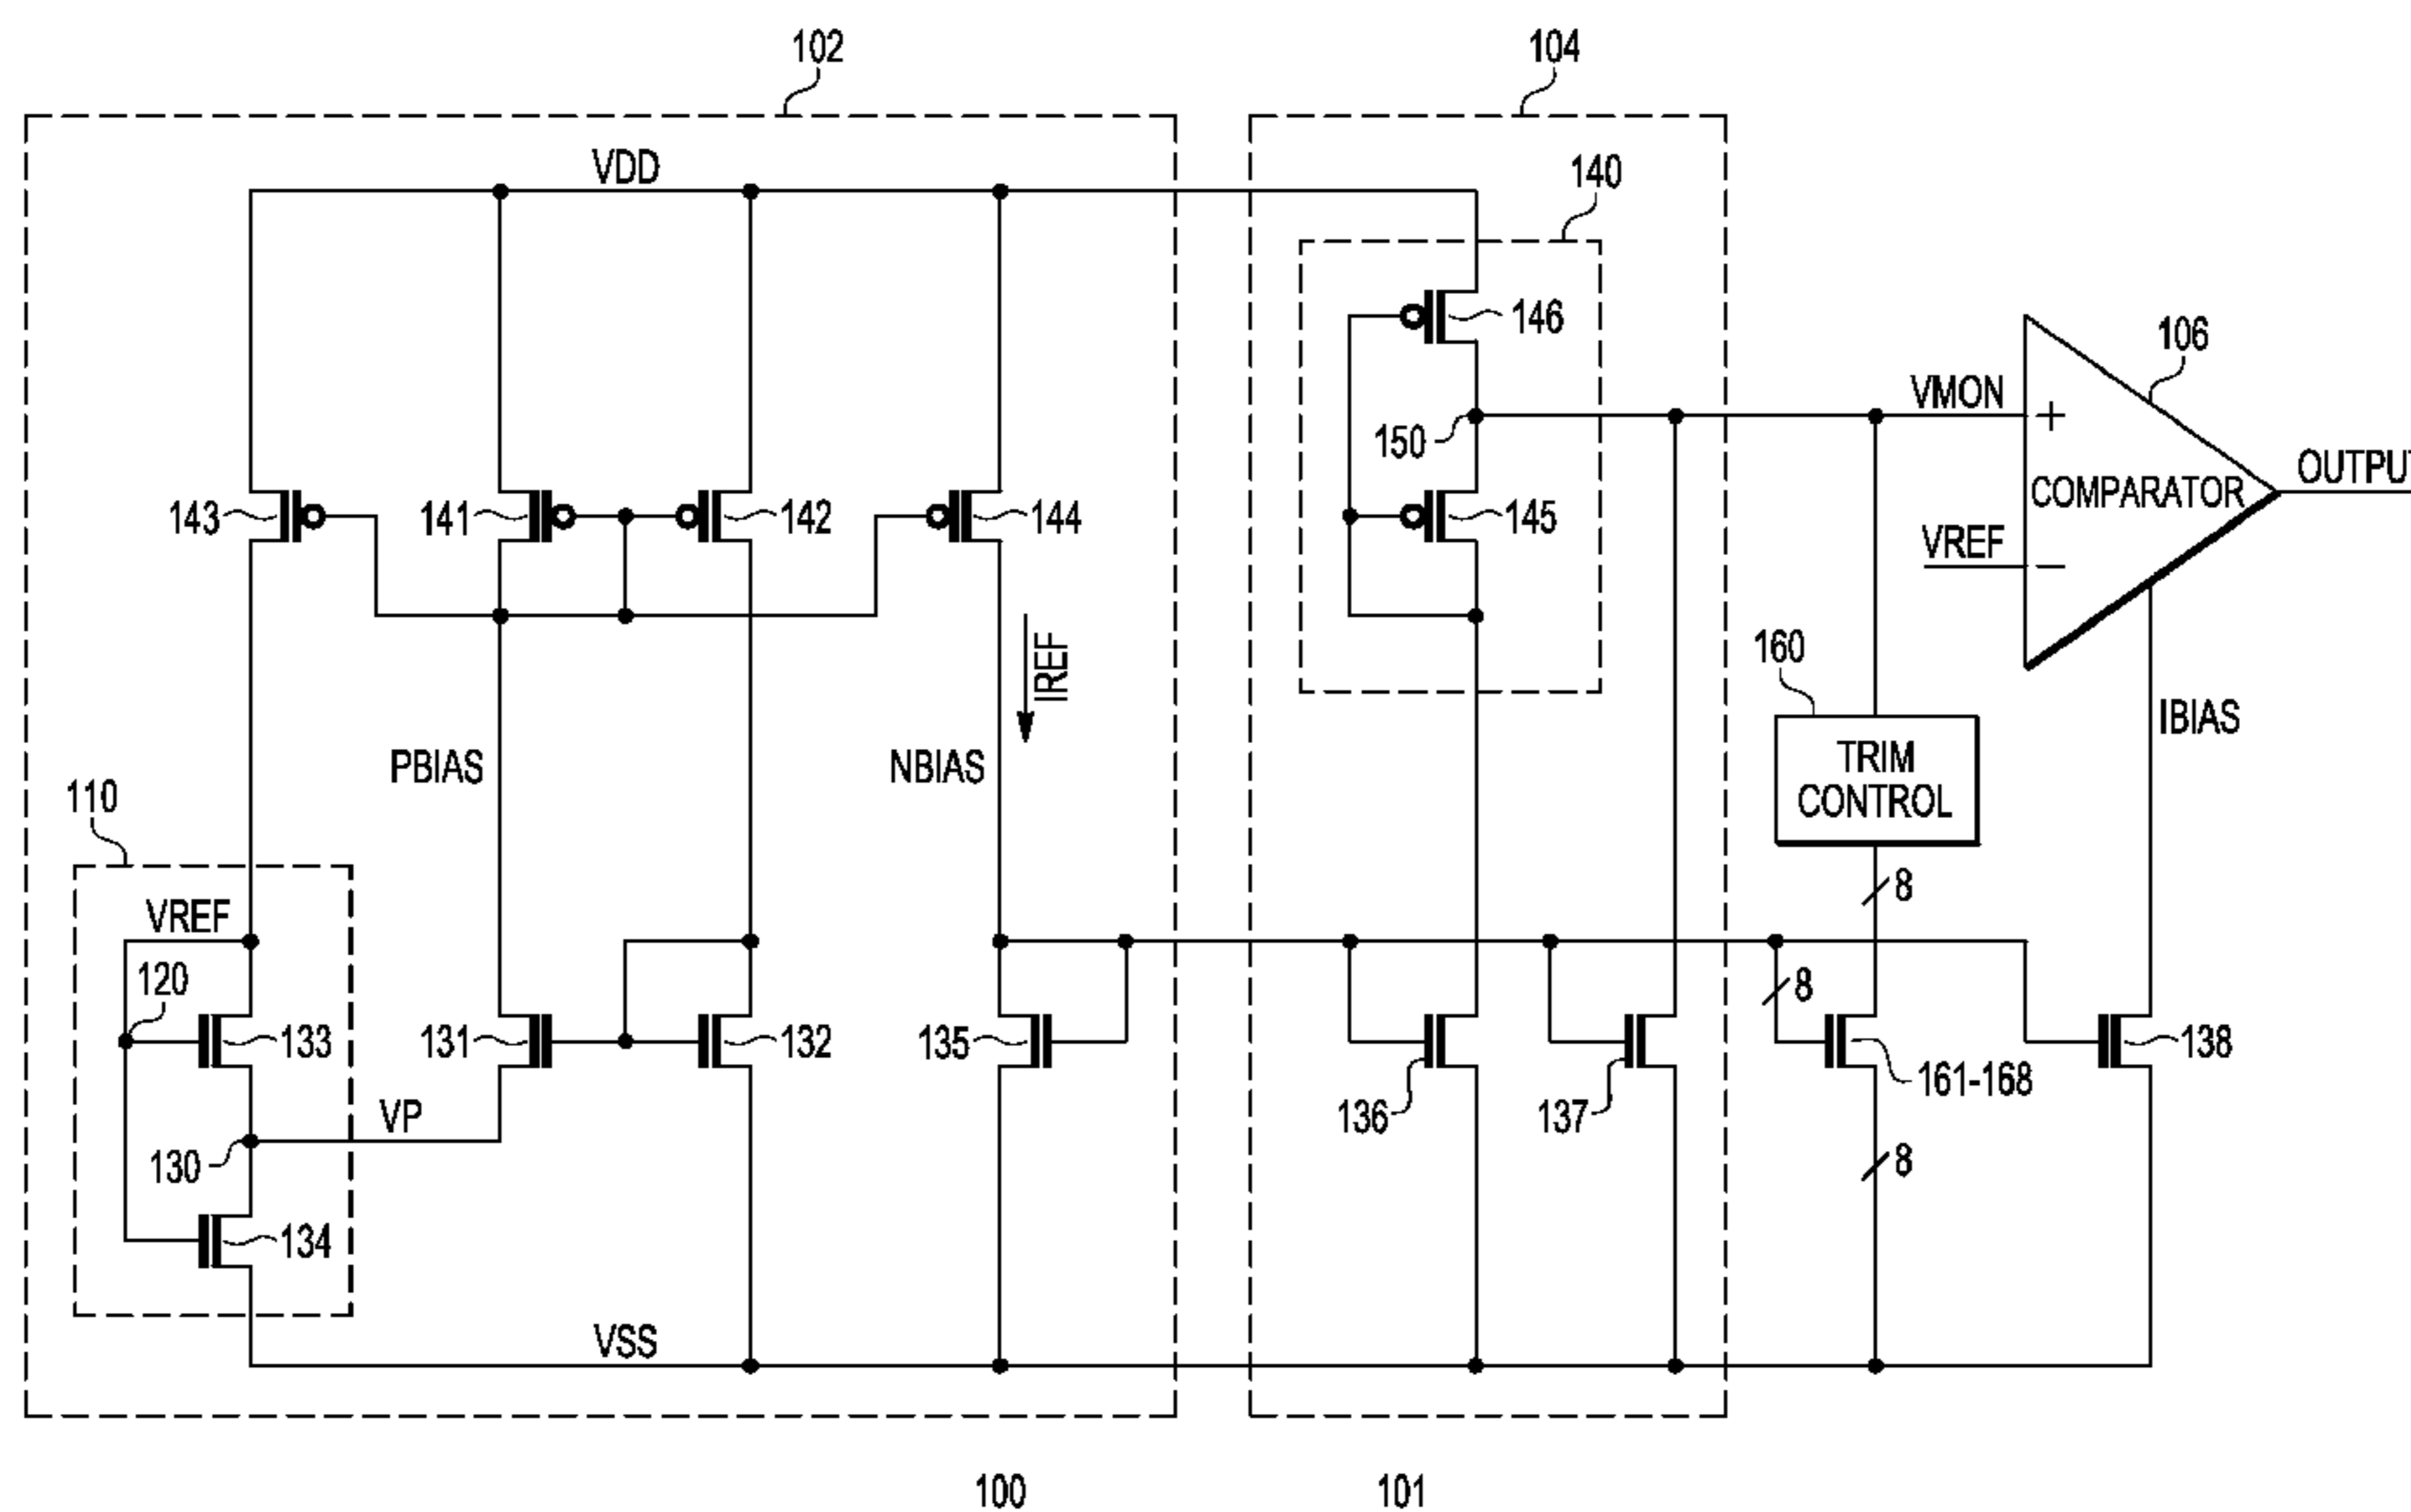 102
104
VDD
140
146
106
VMON
+
150
COMPARATOR
OUTPUT
143
141
142
144
145
VREF
−
IREF
160
IBIAS
PBIAS
NBIAS
TRIM
CONTROL
110
8
VREF
120
8
133
131
132
135
138
161-168
136
137
VP
130
8
134
VSS
100
101